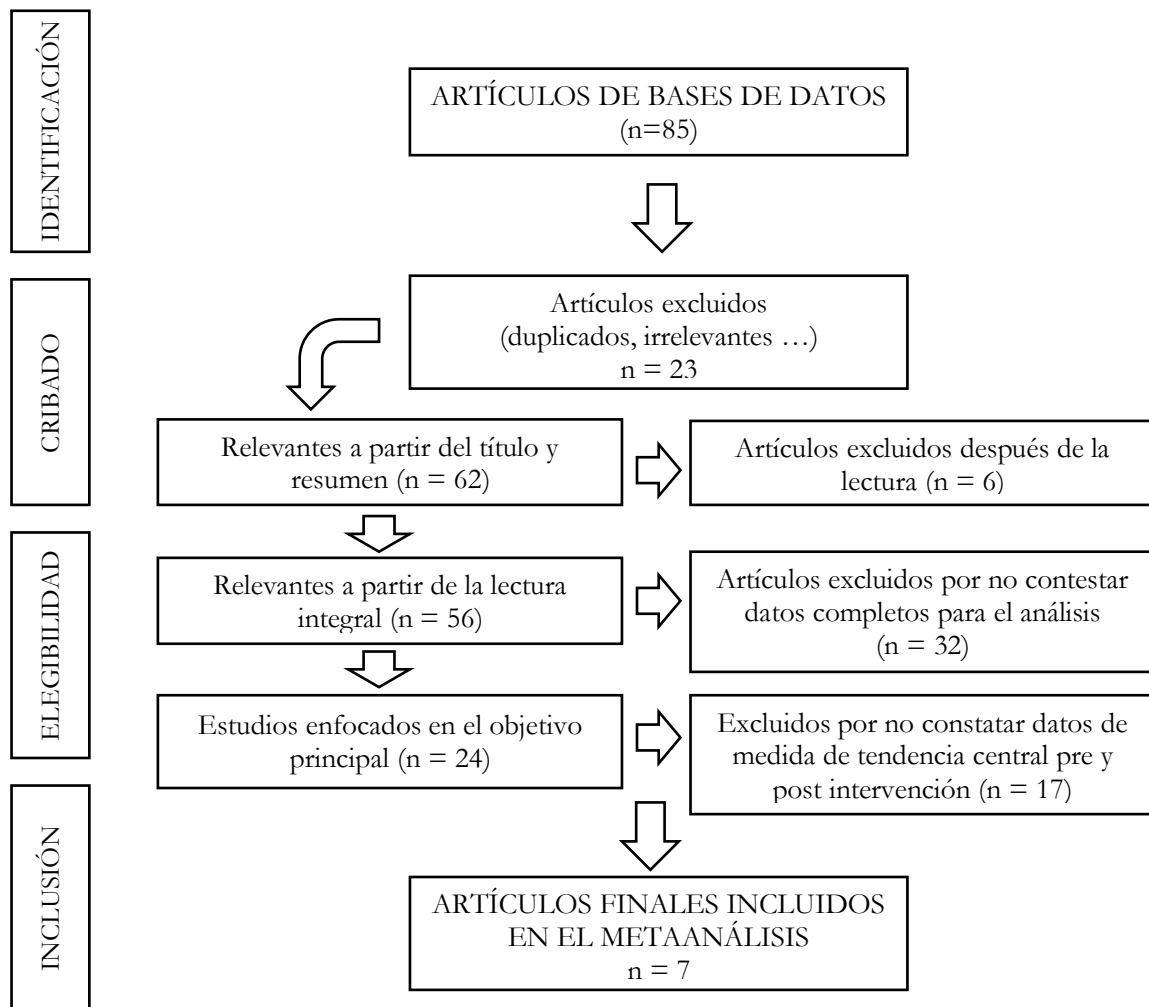 IDENTIFICACIÓN
ARTÍCULOS DE BASES DE DATOS
(n=85)
CRIBADO
Artículos excluidos
(duplicados, irrelevantes …)
n = 23
Relevantes a partir del título y
resumen (n = 62)
Artículos excluidos después de la
lectura (n = 6)
ELEGIBILIDAD
Relevantes a partir de la lectura
integral (n = 56)
Artículos excluidos por no contestar
datos completos para el análisis
(n = 32)
Estudios enfocados en el objetivo
principal (n = 24)
Excluidos por no constatar datos de
medida de tendencia central pre y
post intervención (n = 17)
INCLUSIÓN
ARTÍCULOS FINALES INCLUIDOS
EN EL METAANÁLISIS
n = 7